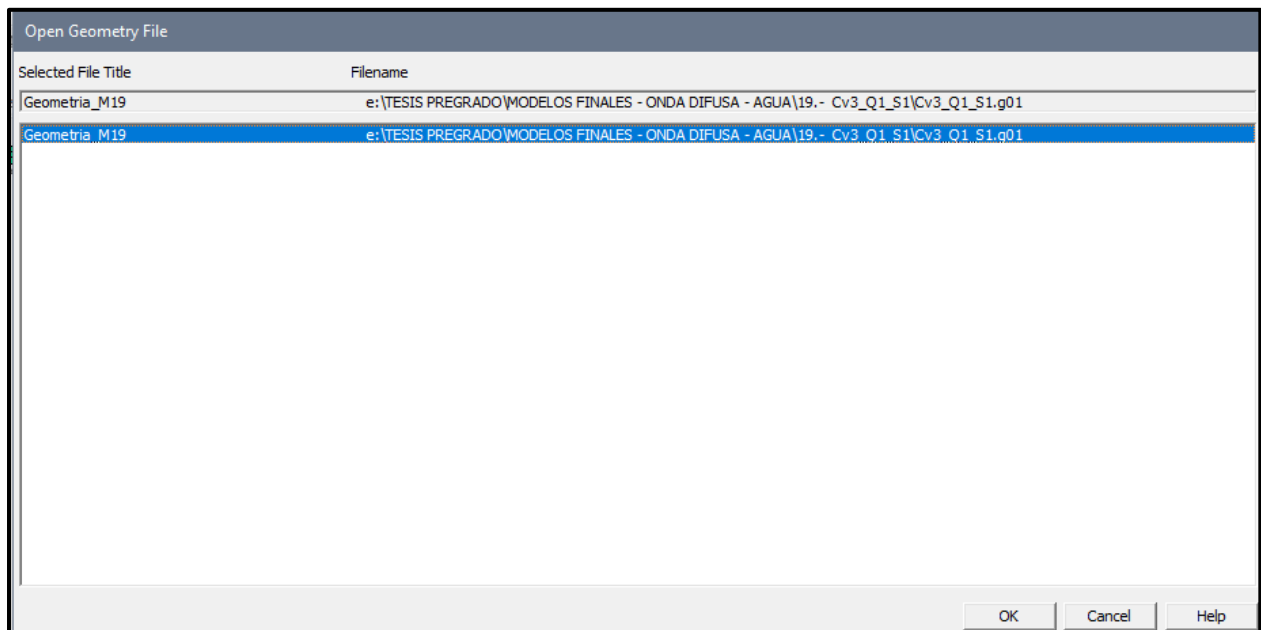 Open Geometry File
Selected File Title Filename
Geometria_M19 e:\TESIS PREGRADO\MODELOS FINALES - ONDA DIFUSA - AGUA\19.- Cv3_Q1_S1\Cv3_Q1_S1.g01
Geometria_M19 e:\TESIS PREGRADO\MODELOS FINALES - ONDA DIFUSA - AGUA\19.- Cv3_Q1_S1\Cv3_Q1_S1.g01
OK Cancel Help